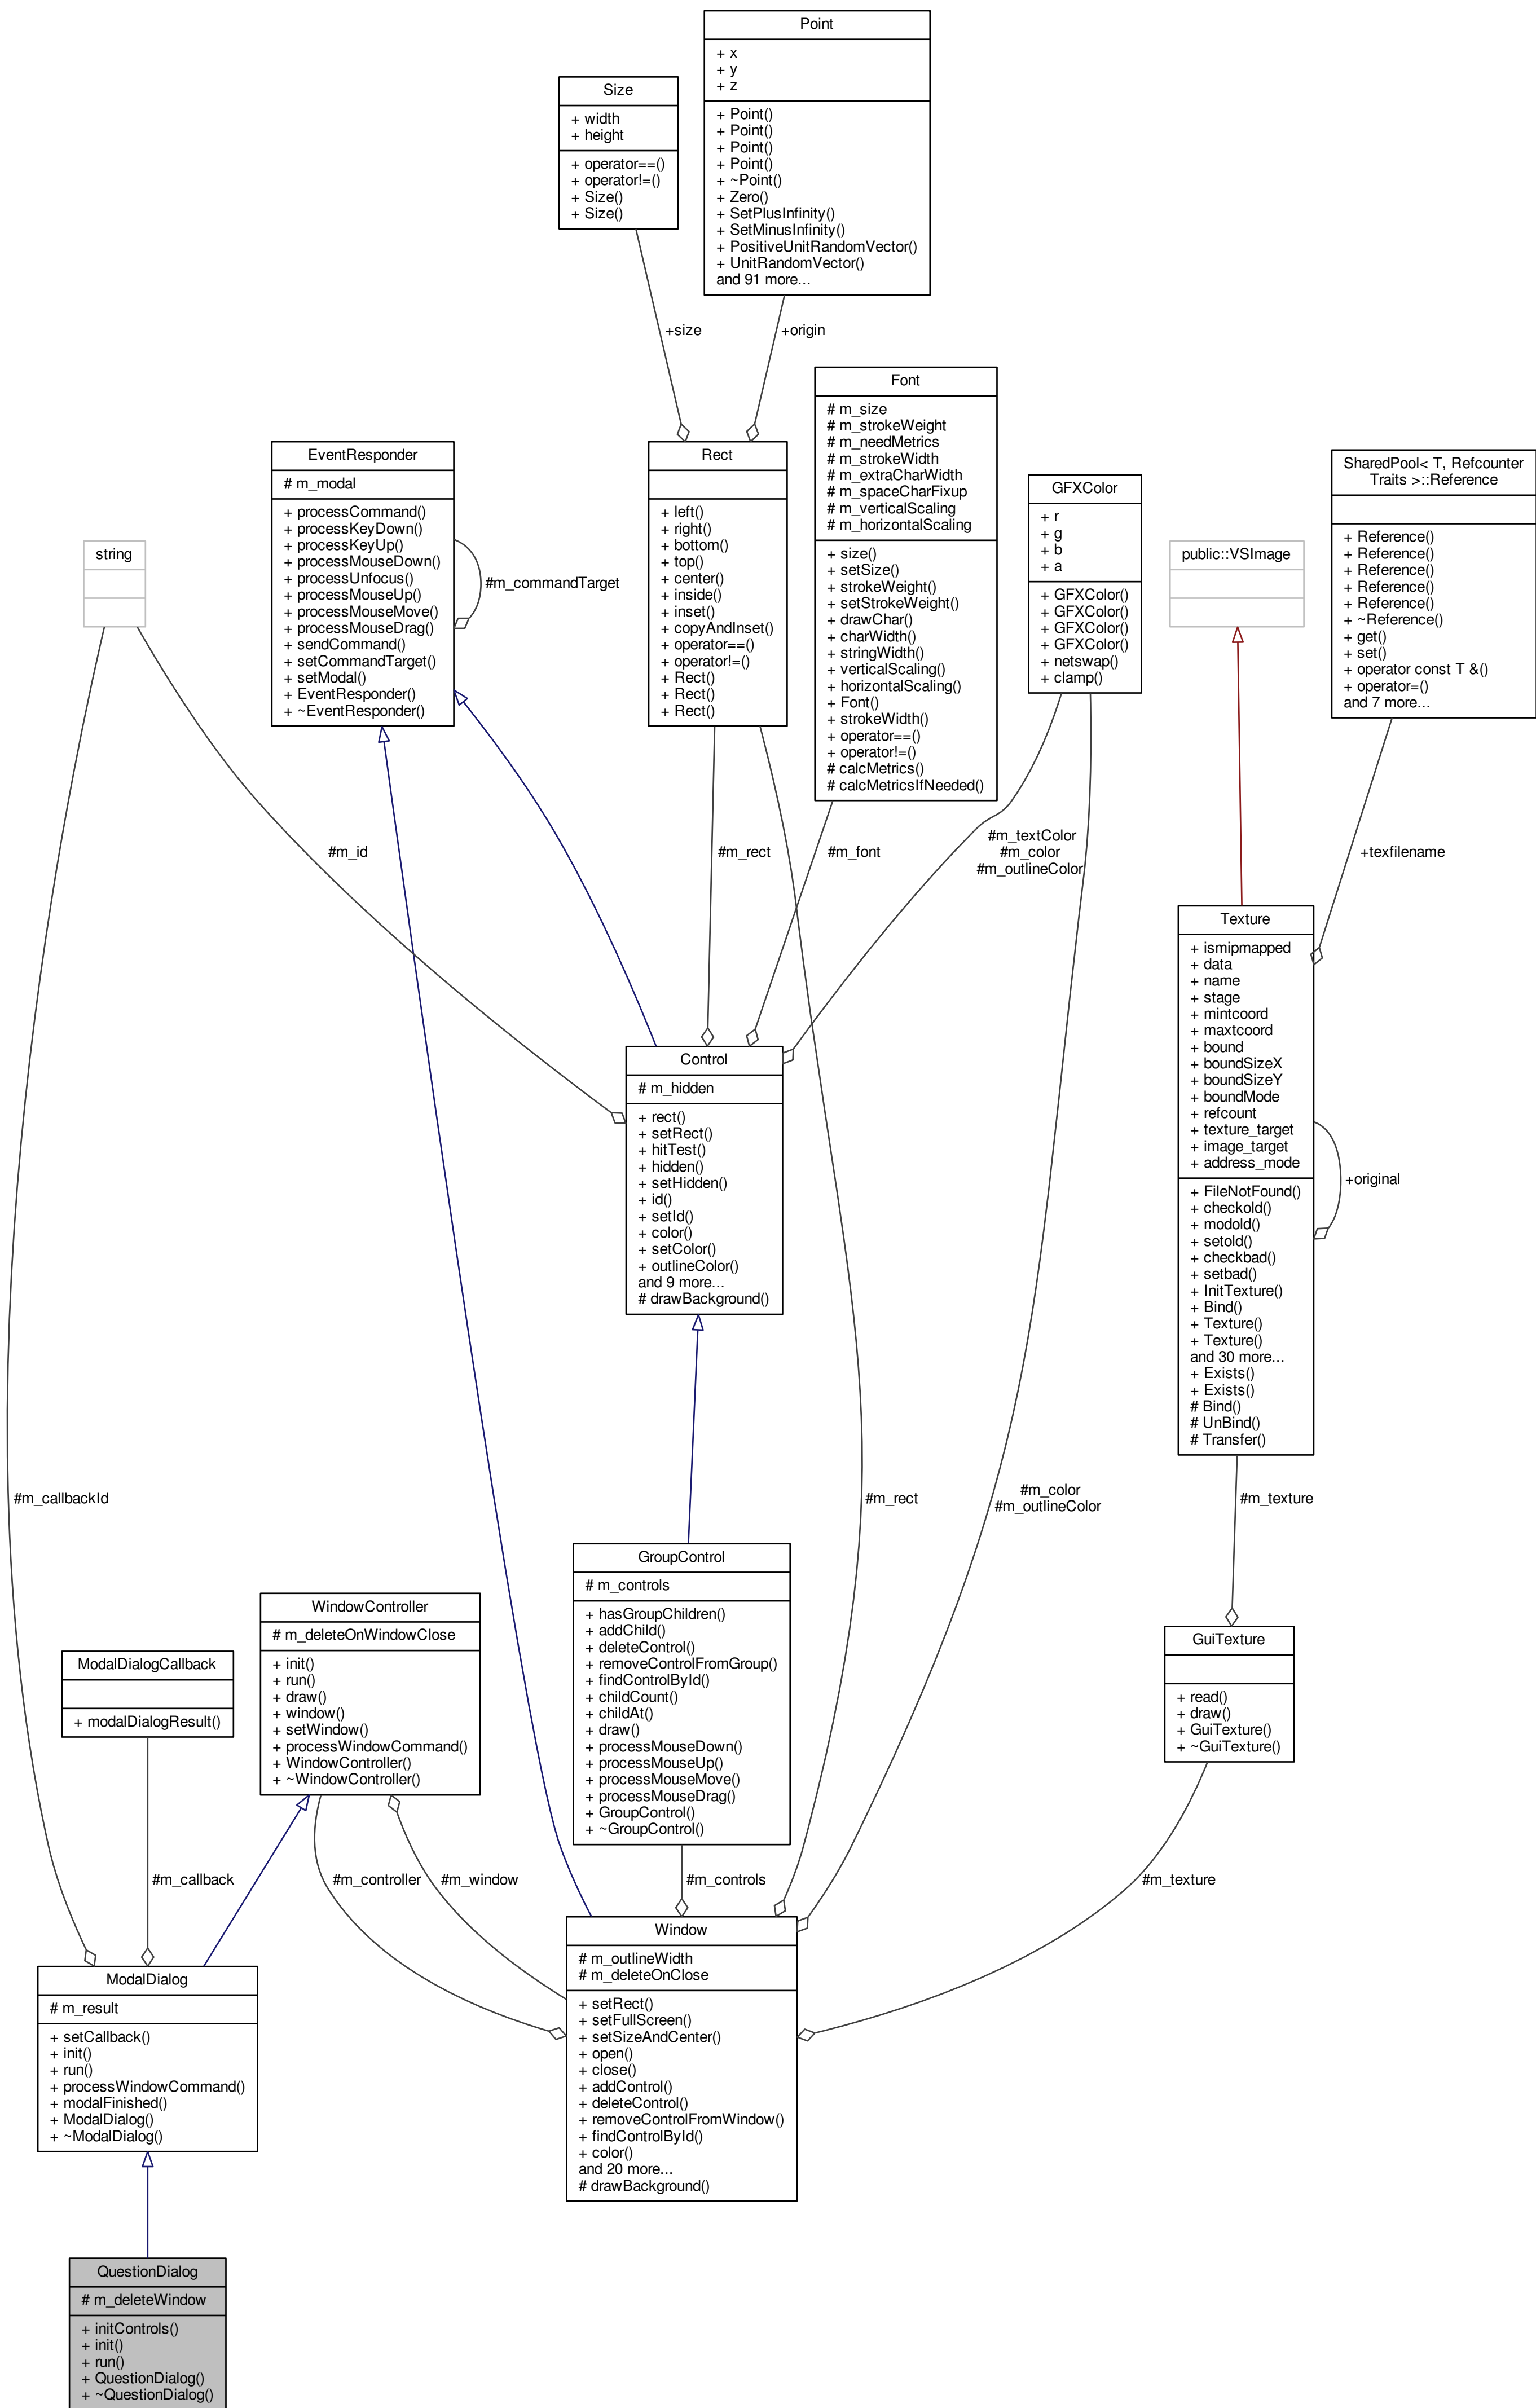 Point
+ x
+ y
+ z
+ Point()
+ Point()
+ Point()
+ Point()
+ ~Point()
+ Zero()
+ SetPlusInfinity()
+ SetMinusInfinity()
+ PositiveUnitRandomVector()
+ UnitRandomVector()
and 91 more...
Size
+ width
+ height
+ operator==()
+ operator!=()
+ Size()
+ Size()
+size
+origin
Font
# m_size
# m_strokeWeight
# m_needMetrics
# m_strokeWidth
# m_extraCharWidth
# m_spaceCharFixup
# m_verticalScaling
# m_horizontalScaling
+ size()
+ setSize()
+ strokeWeight()
+ setStrokeWeight()
+ drawChar()
+ charWidth()
+ stringWidth()
+ verticalScaling()
+ horizontalScaling()
+ Font()
+ strokeWidth()
+ operator==()
+ operator!=()
# calcMetrics()
# calcMetricsIfNeeded()
EventResponder
# m_modal
+ processCommand()
+ processKeyDown()
+ processKeyUp()
+ processMouseDown()
+ processUnfocus()
+ processMouseUp()
+ processMouseMove()
+ processMouseDrag()
+ sendCommand()
+ setCommandTarget()
+ setModal()
+ EventResponder()
+ ~EventResponder()
#m_commandTarget
Rect
+ left()
+ right()
+ bottom()
+ top()
+ center()
+ inside()
+ inset()
+ copyAndInset()
+ operator==()
+ operator!=()
+ Rect()
+ Rect()
+ Rect()
GFXColor
+ r
+ g
+ b
+ a
+ GFXColor()
+ GFXColor()
+ GFXColor()
+ GFXColor()
+ netswap()
+ clamp()
SharedPool< T, Refcounter
Traits >::Reference
+ Reference()
+ Reference()
+ Reference()
+ Reference()
+ Reference()
+ ~Reference()
+ get()
+ set()
+ operator const T &()
+ operator=()
and 7 more...
string
public::VSImage
#m_id
#m_rect
#m_font
#m_textColor
#m_color
#m_outlineColor
+texfilename
Texture
+ ismipmapped
+ data
+ name
+ stage
+ mintcoord
+ maxtcoord
+ bound
+ boundSizeX
+ boundSizeY
+ boundMode
+ refcount
+ texture_target
+ image_target
+ address_mode
+ FileNotFound()
+ checkold()
+ modold()
+ setold()
+ checkbad()
+ setbad()
+ InitTexture()
+ Bind()
+ Texture()
+ Texture()
and 30 more...
+ Exists()
+ Exists()
# Bind()
# UnBind()
# Transfer()
+original
Control
# m_hidden
+ rect()
+ setRect()
+ hitTest()
+ hidden()
+ setHidden()
+ id()
+ setId()
+ color()
+ setColor()
+ outlineColor()
and 9 more...
# drawBackground()
#m_callbackId
#m_rect
#m_color
#m_outlineColor
#m_texture
GroupControl
# m_controls
+ hasGroupChildren()
+ addChild()
+ deleteControl()
+ removeControlFromGroup()
+ findControlById()
+ childCount()
+ childAt()
+ draw()
+ processMouseDown()
+ processMouseUp()
+ processMouseMove()
+ processMouseDrag()
+ GroupControl()
+ ~GroupControl()
WindowController
# m_deleteOnWindowClose
+ init()
+ run()
+ draw()
+ window()
+ setWindow()
+ processWindowCommand()
+ WindowController()
+ ~WindowController()
ModalDialogCallback
+ modalDialogResult()
GuiTexture
+ read()
+ draw()
+ GuiTexture()
+ ~GuiTexture()
#m_callback
#m_controller
#m_window
#m_controls
#m_texture
Window
# m_outlineWidth
# m_deleteOnClose
+ setRect()
+ setFullScreen()
+ setSizeAndCenter()
+ open()
+ close()
+ addControl()
+ deleteControl()
+ removeControlFromWindow()
+ findControlById()
+ color()
and 20 more...
# drawBackground()
ModalDialog
# m_result
+ setCallback()
+ init()
+ run()
+ processWindowCommand()
+ modalFinished()
+ ModalDialog()
+ ~ModalDialog()
QuestionDialog
# m_deleteWindow
+ initControls()
+ init()
+ run()
+ QuestionDialog()
+ ~QuestionDialog()